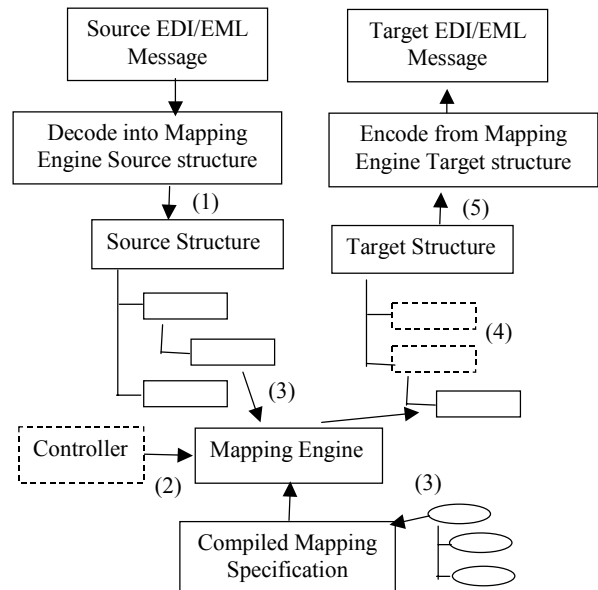 Source EDI/EML
Message
Target EDI/EML
Message
Decode into Mapping
Engine Source structure
Encode from Mapping
Engine Target structure
(1)
(5)
Source Structure
Target Structure
(4)
(3)
Controller
Mapping Engine
(2)
(3)
Compiled Mapping
Specification